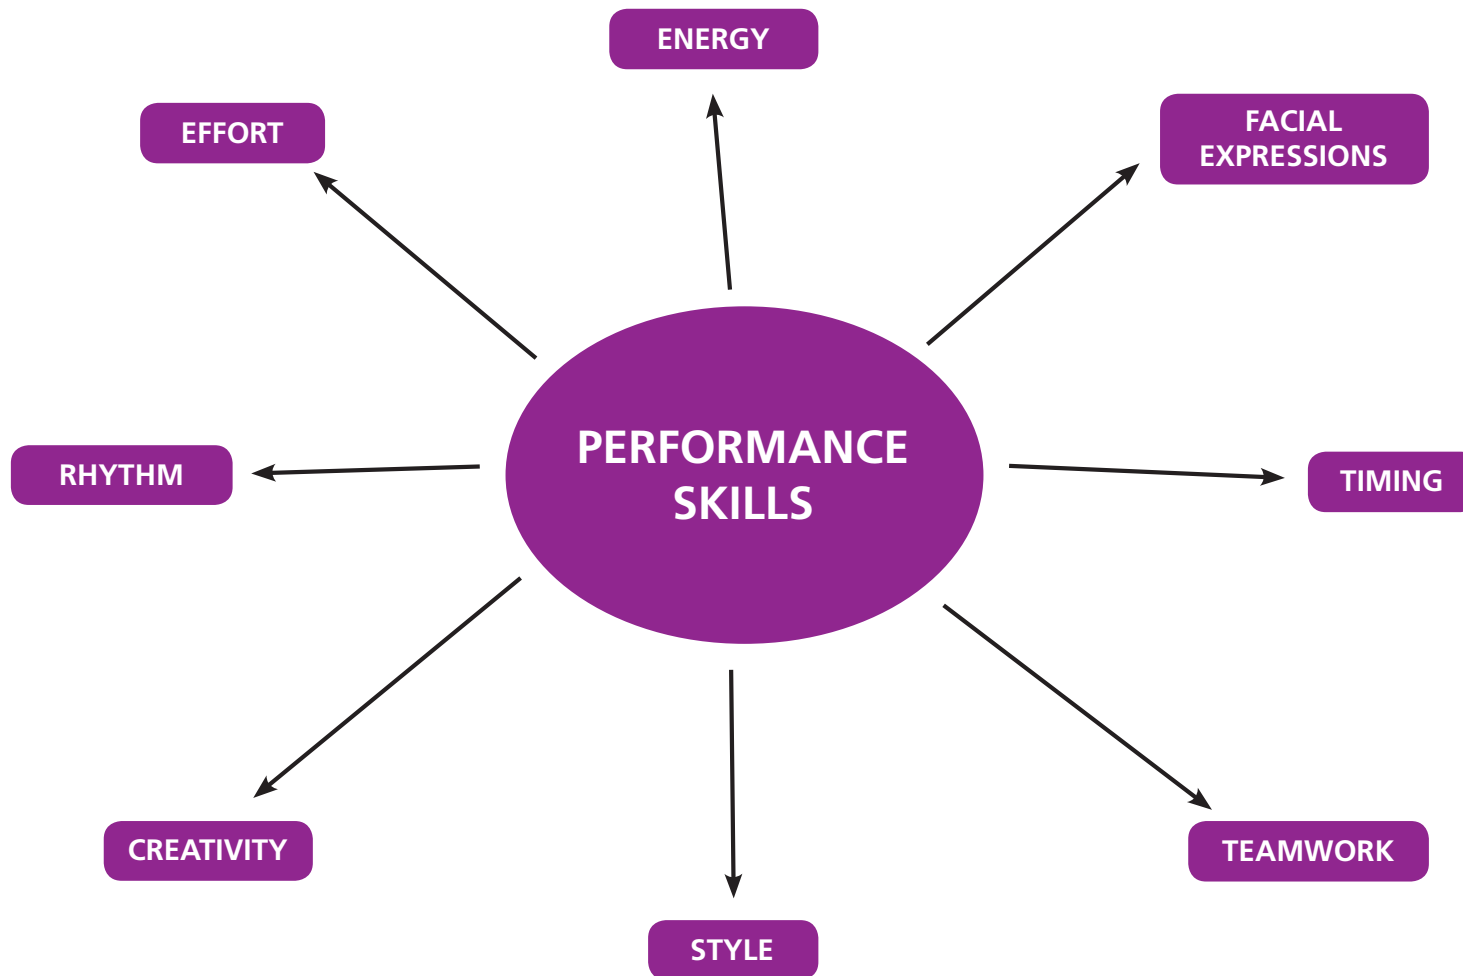 ENERGY
EFFORT
FACIAL
EXPRESSIONS
PERFORMANCE
SKILLS
RHYTHM
TIMING
CREATIVITY
TEAMWORK
STYLE